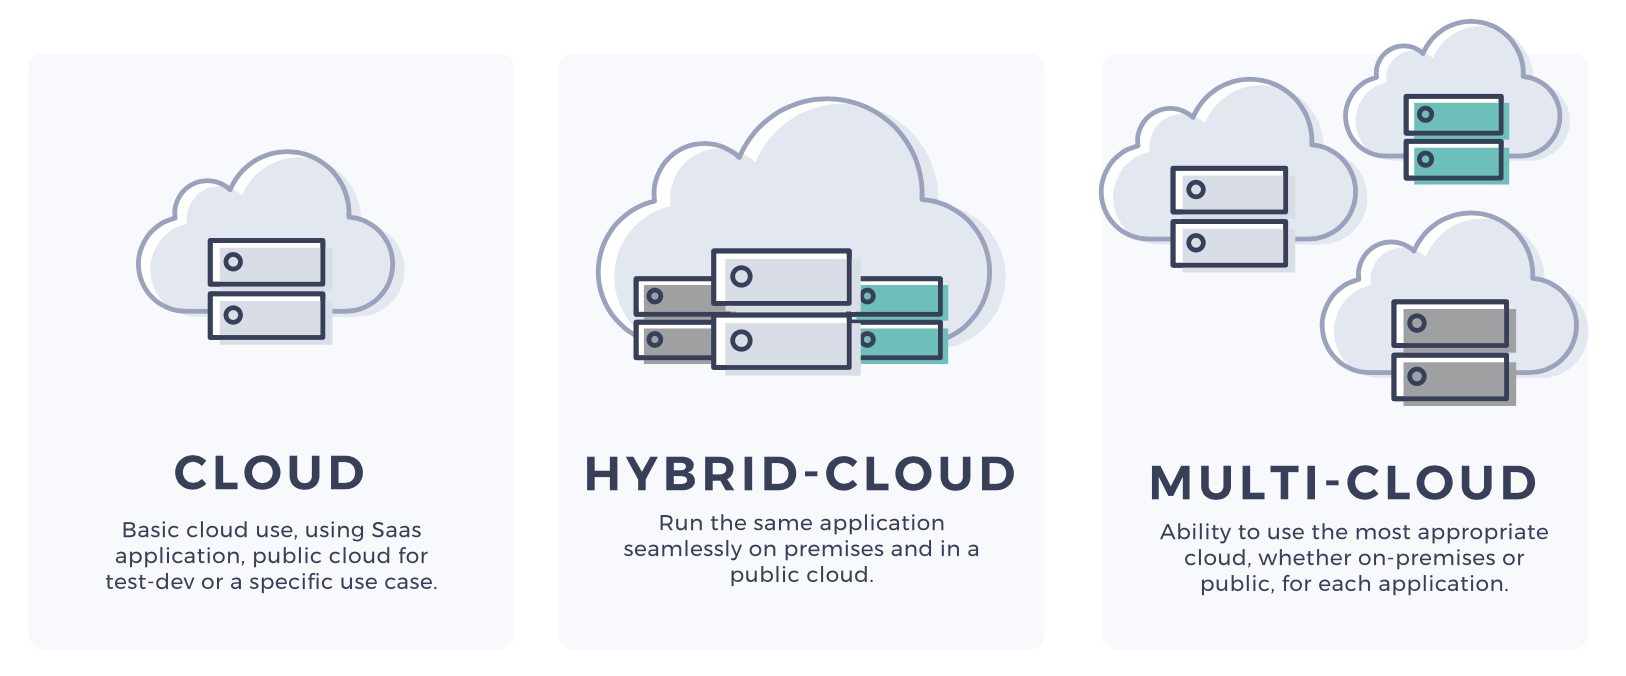 CLOUD
Basic cloud use, using Saas
application, public cloud for
test-dev or a specific use case.
HYBRID-CLOUD
Run the same application
seamlessly on premises and in a
public cloud.
MULTI-CLOUD
Ability to use the most appropriate
cloud, whether on-premises or
public, for each application.